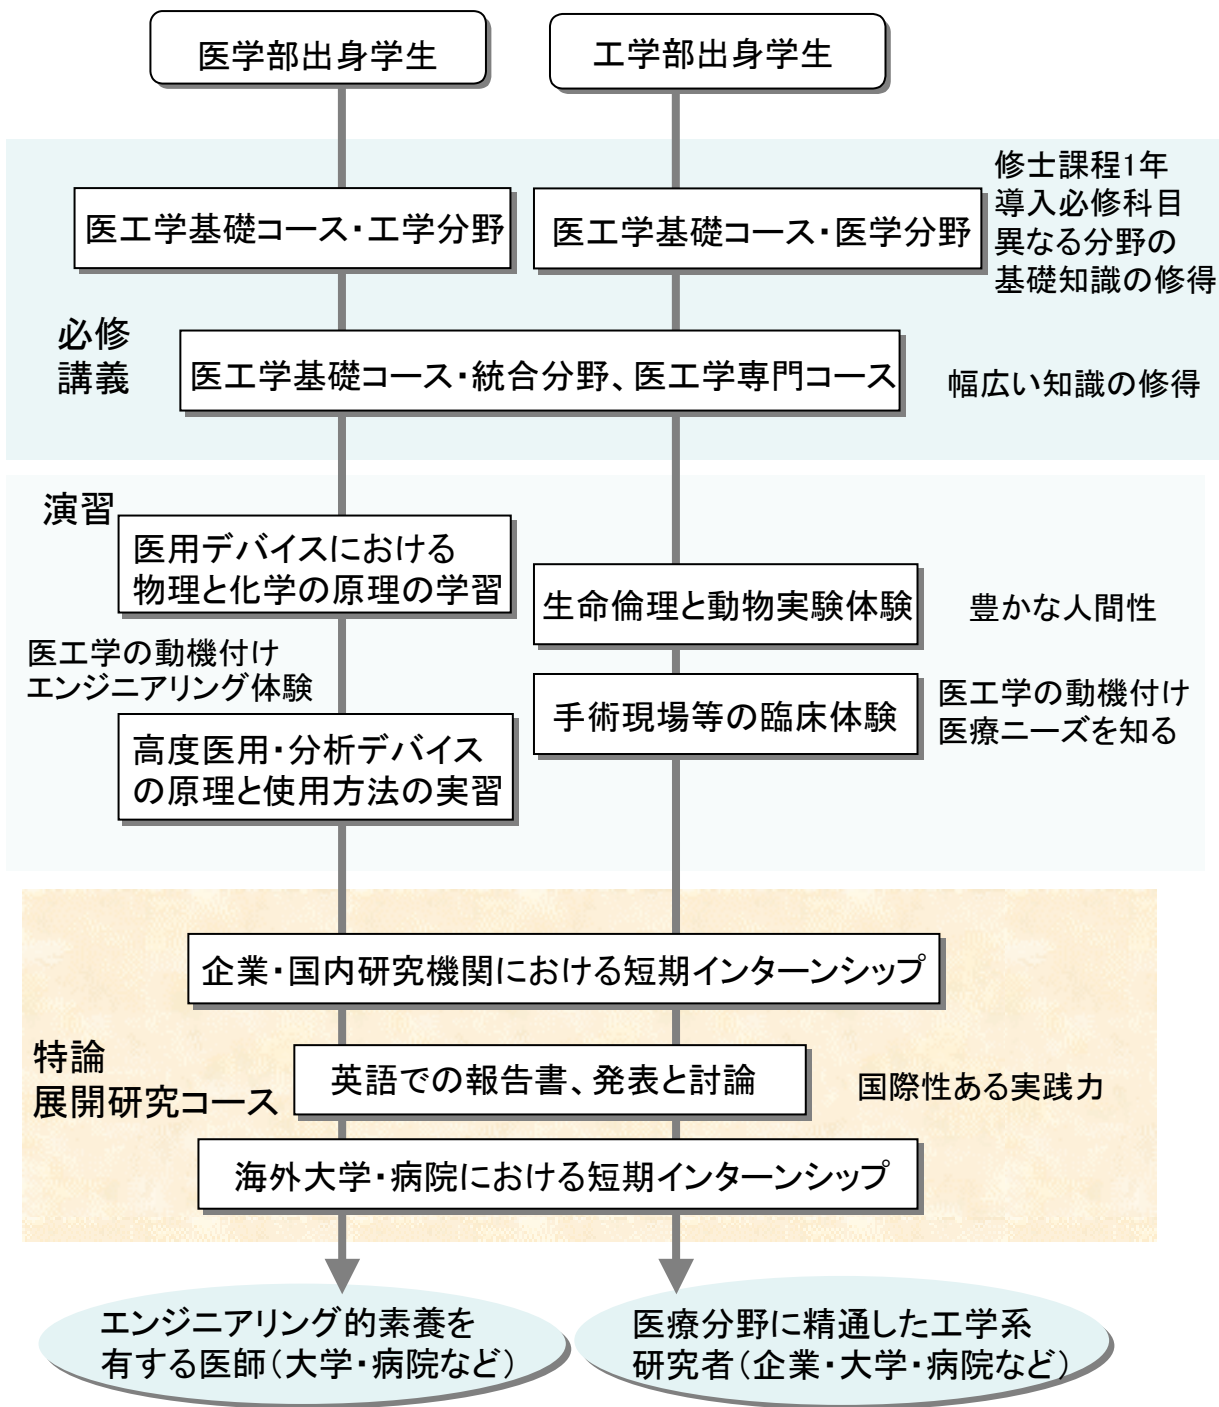 医学部出身学生
工学部出身学生
医工学基礎コース・工学分野
医工学基礎コース・医学分野
修士課程1年
導入必修科目
異なる分野の
基礎知識の修得
必修
講義
医工学基礎コース・統合分野、医工学専門コース
幅広い知識の修得
演習
医用デバイスにおける
物理と化学の原理の学習
生命倫理と動物実験体験
豊かな人間性
医工学の動機付け
エンジニアリング体験
手術現場等の臨床体験
医工学の動機付け
医療ニーズを知る
高度医用・分析デバイス
の原理と使用方法の実習
企業・国内研究機関における短期インターンシップ
特論
展開研究コース
英語での報告書、発表と討論
国際性ある実践力
海外大学・病院における短期インターンシップ
エンジニアリング的素養を
有する医師（大学・病院など）
医療分野に精通した工学系
研究者（企業・大学・病院など）